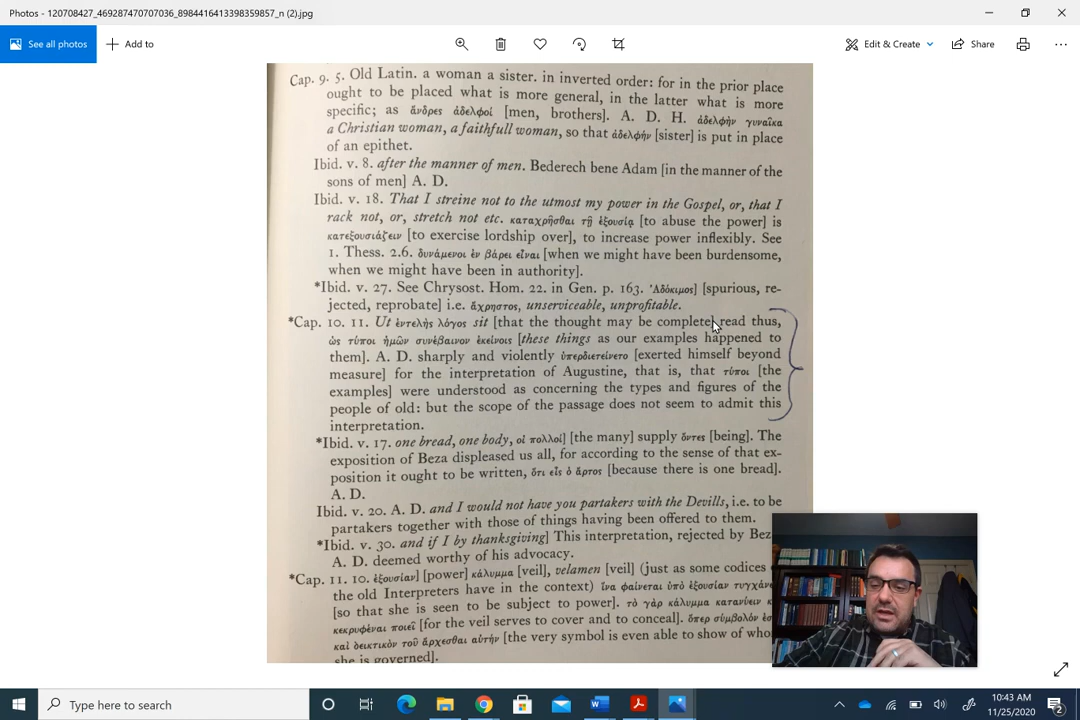 Photos - 120708427_469287470707036_8984416413398359857_n (2).jpg
See all photos
Add to
Edit & Create
Share
Cap. 9. 5. Old Latin. a woman a sister. in inverted order: for in the prior place
ought to be placed what is more general, in the latter what is more
specific; as ἄνδρες ἀδελφοί [men, brothers]. A. D. H. ἀδελφὴν γυναῖκα
a Christian woman, a faithfull woman, so that ἀδελφήν [sister] is put in place
of an epithet.
Ibid. v. 8. after the manner of men. Bederech bene Adam [in the manner of the
sons of men] A. D.
Ibid. v. 18. That I streine not to the utmost my power in the Gospel, or, that I
rack not, or, stretch not etc. καταχρῆσθαι τῇ ἐξουσίᾳ [to abuse the power] is
κατεξουσιάζειν [to exercise lordship over], to increase power inflexibly. See
1. Thess. 2.6. δυνάμενοι ἐν βάρει εἶναι [when we might have been burdensome,
when we might have been in authority].
*Ibid. v. 27. See Chrysost. Hom. 22. in Gen. p. 163. Ἀδόκιμος] [spurious, re-
jected, reprobate] i.e. ἄχρηστος, unserviceable, unprofitable.
*Cap. 10. 11. Ut ἐντελὴς λόγος sit [that the thought may be complete] read thus,
ὡς τύποι ἡμῶν συνέβαινον ἐκείνοις [these things as our examples happened to
them]. A. D. sharply and violently ὑπερδιετείνετο [exerted himself beyond
measure] for the interpretation of Augustine, that is, that τύποι [the
examples] were understood as concerning the types and figures of the
people of old: but the scope of the passage does not seem to admit this
interpretation.
*Ibid. v. 17. one bread, one body, οἱ πολλοί] [the many] supply ὄντες [being]. The
exposition of Beza displeased us all, for according to the sense of that ex-
position it ought to be written, ὅτι εἷς ὁ ἄρτος [because there is one bread].
A. D.
Ibid. v. 20. A. D. and I would not have you partakers with the Devills, i.e. to be
partakers together with those of things having been offered to them.
*Ibid. v. 30. and if I by thanksgiving] This interpretation, rejected by Bez
A. D. deemed worthy of his advocacy.
*Cap. 11. 10. ἐξουσίαν] [power] κάλυμμα [veil], velamen [veil] (just as some codices
the old Interpreters have in the context) ἵνα φαίνεται ὑπὸ ἐξουσίαν τυγχάνε
[so that she is seen to be subject to power]. τὸ γὰρ κάλυμμα κατανύειν κ
κεκρυφέναι ποιεῖ [for the veil serves to cover and to conceal]. ὅπερ σύμβολόν ἐσ
καὶ δεικτικὸν τοῦ ἄρχεσθαι αὐτήν [the very symbol is even able to show of who
she is governed].
Type here to search
10:43 AM
11/25/2020
2